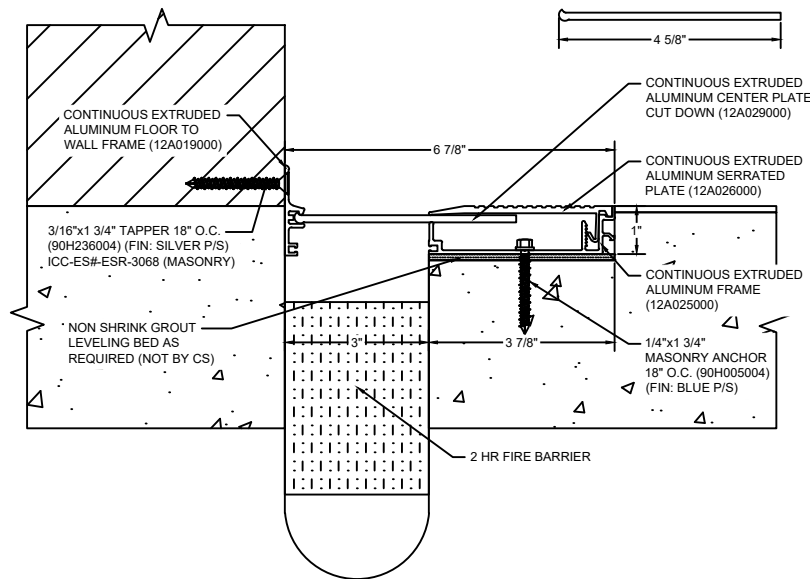 4 5/8"
CONTINUOUS EXTRUDED
ALUMINUM CENTER PLATE
CUT DOWN (12A029000)
CONTINUOUS EXTRUDED
ALUMINUM FLOOR TO
WALL FRAME (12A019000)
6 7/8"
CONTINUOUS EXTRUDED
ALUMINUM SERRATED
PLATE (12A026000)
3/16"x1 3/4" TAPPER 18" O.C.
(90H236004) (FIN: SILVER P/S)
ICC-ES#-ESR-3068 (MASONRY)
1"
CONTINUOUS EXTRUDED
ALUMINUM FRAME
(12A025000)
NON SHRINK GROUT
LEVELING BED AS
REQUIRED (NOT BY CS)
3"
3 7/8"
1/4"x1 3/4"
MASONRY ANCHOR
18" O.C. (90H005004)
(FIN: BLUE P/S)
2 HR FIRE BARRIER